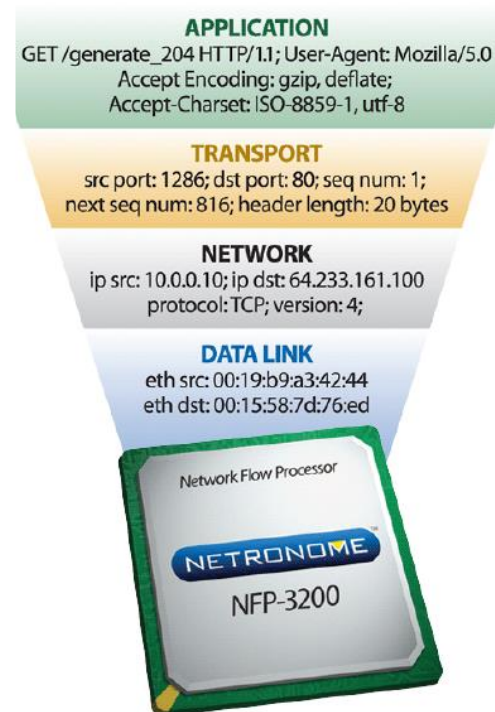 APPLICATION
GET /generate_204 HTTP/1.1; User-Agent: Mozilla/5.0
Accept Encoding: gzip, deflate;
Accept-Charset: ISO-8859-1, utf-8
TRANSPORT
src port: 1286; dst port: 80; seq num: 1;
next seq num: 816; header length: 20 bytes
NETWORK
ip src: 10.0.0.10; ip dst: 64.233.161.100
protocol: TCP; version: 4;
DATA LINK
eth src: 00:19:b9:a3:42:44
eth dst: 00:15:58:7d:76:ed
Network Flow Processor
NETRONOME™
NFP-3200